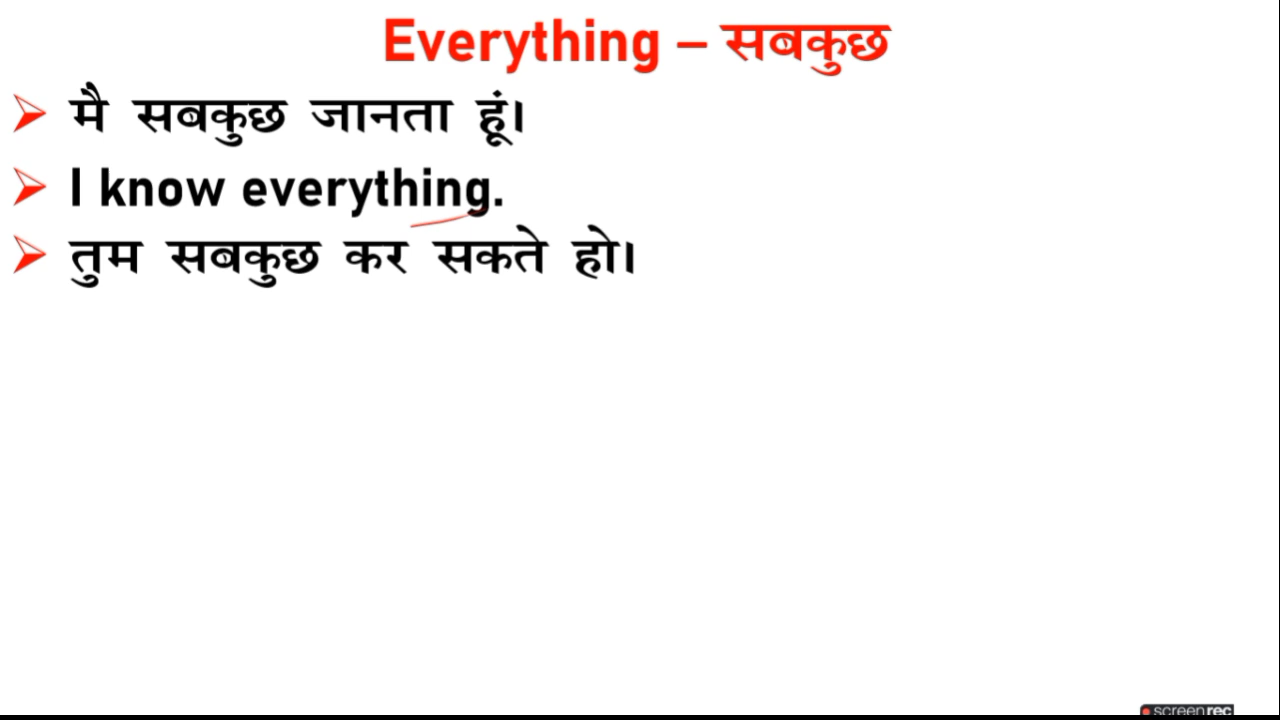 Everything – सबकुछ
मै सबकुछ जानता हूं।
I know everything.
तुम सबकुछ कर सकते हो।
screenrec